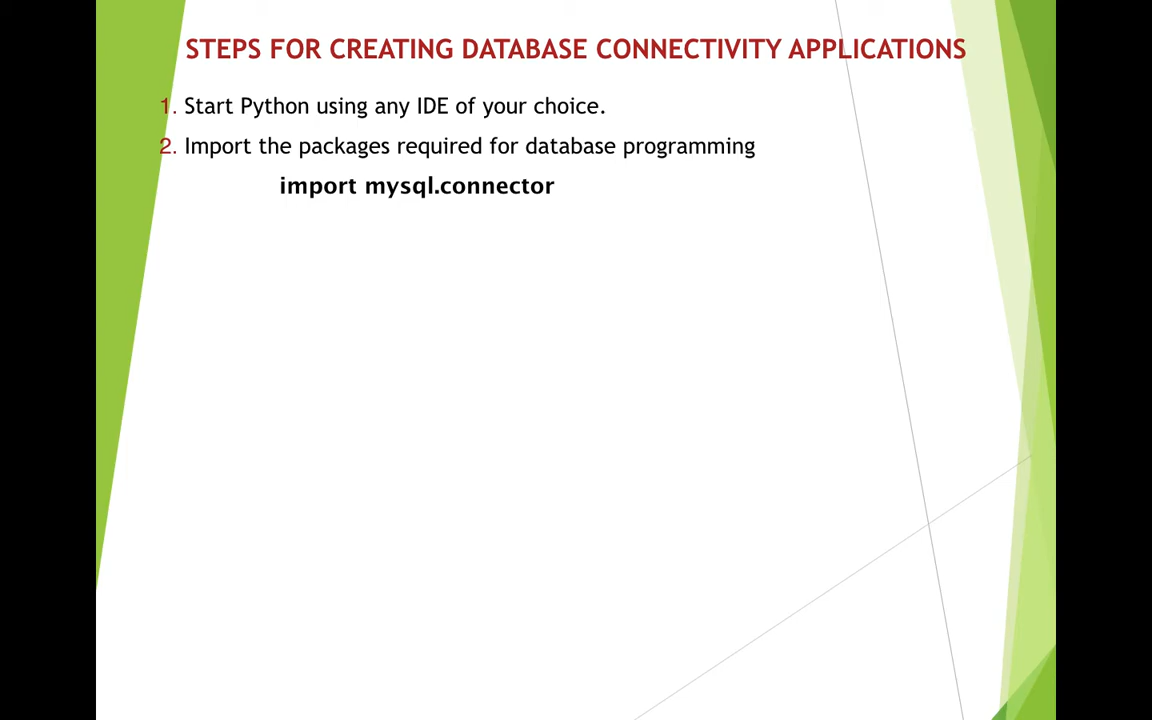 STEPS FOR CREATING DATABASE CONNECTIVITY APPLICATIONS
1. Start Python using any IDE of your choice.
2. Import the packages required for database programming
import mysql.connector